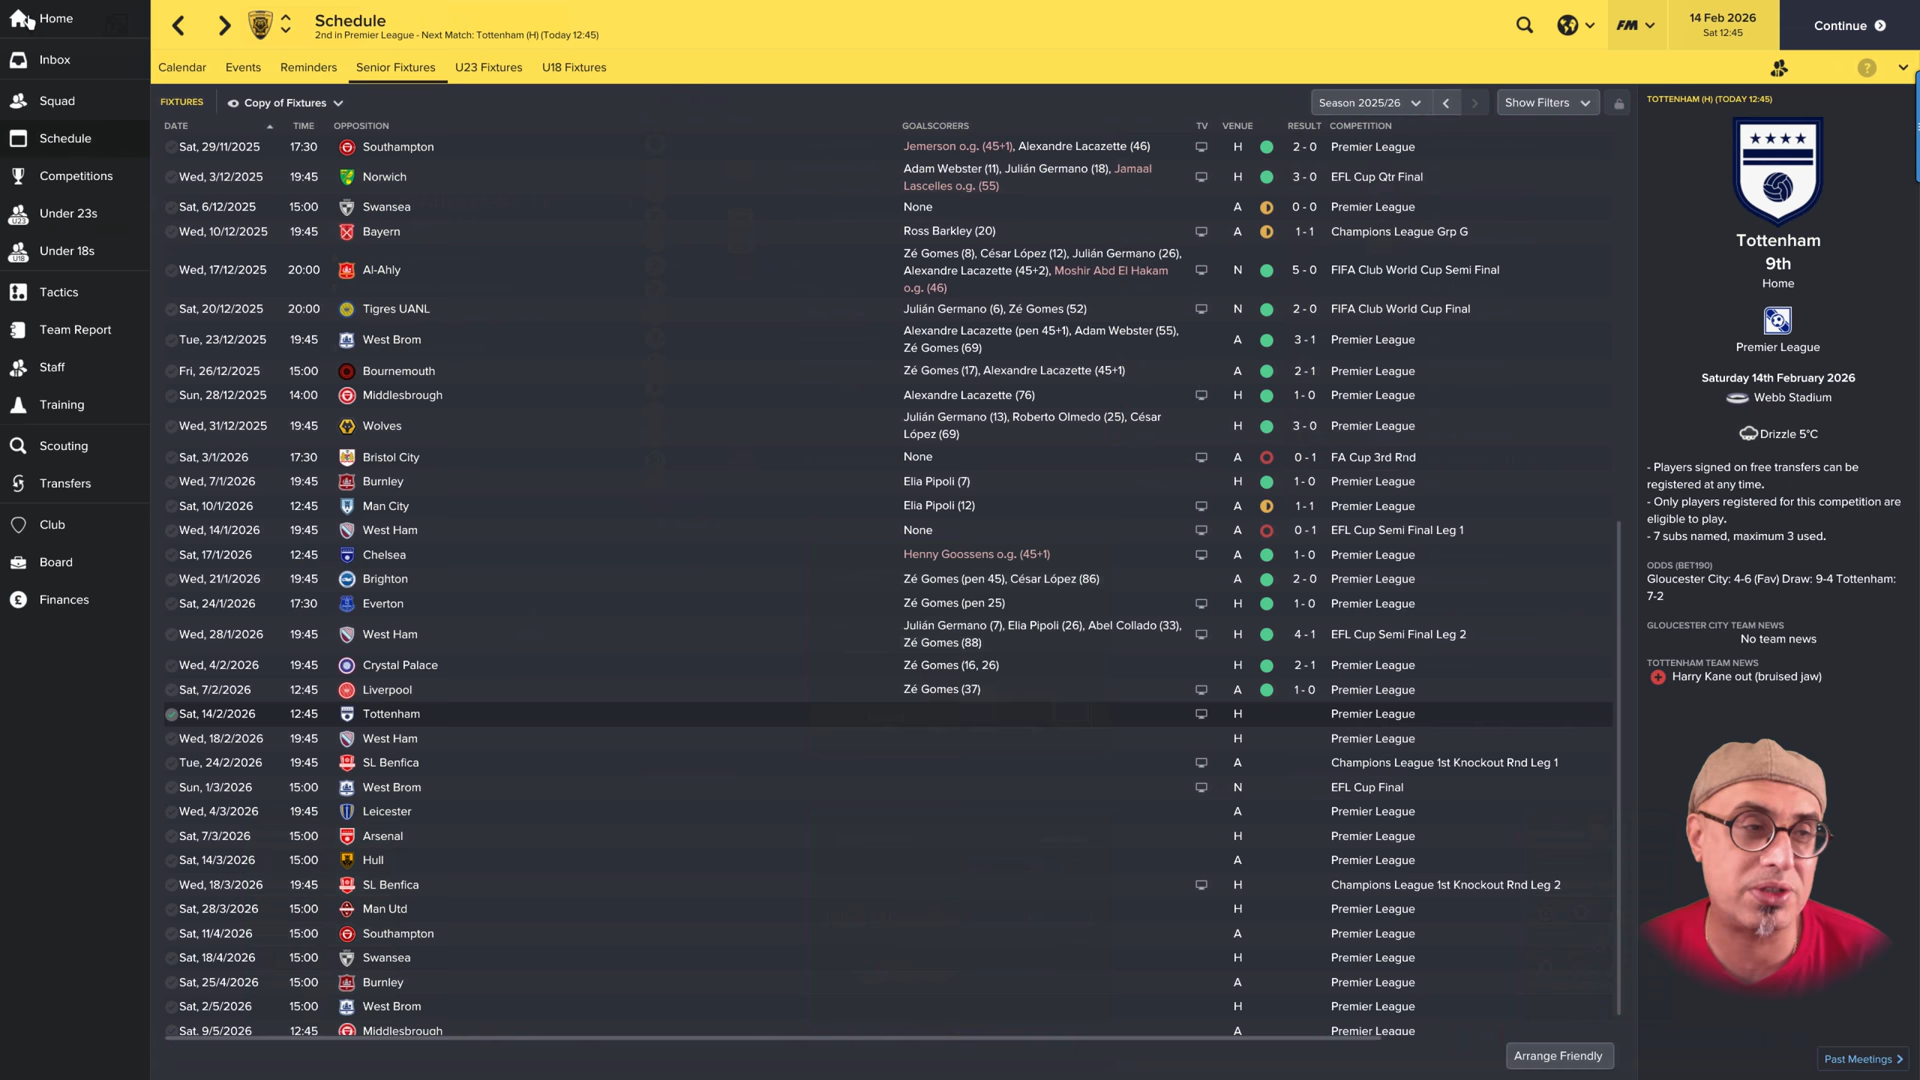 Home
Inbox
Squad
Schedule
Competitions
Under 23s
Under 18s
Tactics
Team Report
Staff
Training
Scouting
Transfers
Club
Board
Finances
Schedule
2nd in Premier League - Next Match: Tottenham (H) (Today 12:45)
FM
14 Feb 2026
Sat 12:45
Continue
Calendar Events Reminders Senior Fixtures U23 Fixtures U18 Fixtures
FIXTURES Copy of Fixtures Season 2025/26 Show Filters
DATE TIME OPPOSITION GOALSCORERS TV VENUE RESULT COMPETITION
Sat, 29/11/2025 17:30 Southampton Jemerson o.g. (45+1), Alexandre Lacazette (46) H 2 - 0 Premier League
Wed, 3/12/2025 19:45 Norwich Adam Webster (11), Julián Germano (18), Jamaal
Lascelles o.g. (55) H 3 - 0 EFL Cup Qtr Final
Sat, 6/12/2025 15:00 Swansea None A 0 - 0 Premier League
Wed, 10/12/2025 19:45 Bayern Ross Barkley (20) A 1 - 1 Champions League Grp G
Wed, 17/12/2025 20:00 Al-Ahly Zé Gomes (8), César López (12), Julián Germano (26),
Alexandre Lacazette (45+2), Moshir Abd El Hakam
o.g. (46) N 5 - 0 FIFA Club World Cup Semi Final
Sat, 20/12/2025 20:00 Tigres UANL Julián Germano (6), Zé Gomes (52) N 2 - 0 FIFA Club World Cup Final
Tue, 23/12/2025 19:45 West Brom Alexandre Lacazette (pen 45+1), Adam Webster (55),
Zé Gomes (69) A 3 - 1 Premier League
Fri, 26/12/2025 15:00 Bournemouth Zé Gomes (17), Alexandre Lacazette (45+1) A 2 - 1 Premier League
Sun, 28/12/2025 14:00 Middlesbrough Alexandre Lacazette (76) H 1 - 0 Premier League
Wed, 31/12/2025 19:45 Wolves Julián Germano (13), Roberto Olmedo (25), César
López (69) H 3 - 0 Premier League
Sat, 3/1/2026 17:30 Bristol City None A 0 - 1 FA Cup 3rd Rnd
Wed, 7/1/2026 19:45 Burnley Elia Pipoli (7) H 1 - 0 Premier League
Sat, 10/1/2026 12:45 Man City Elia Pipoli (12) A 1 - 1 Premier League
Wed, 14/1/2026 19:45 West Ham None A 0 - 1 EFL Cup Semi Final Leg 1
Sat, 17/1/2026 12:45 Chelsea Henny Goossens o.g. (45+1) A 1 - 0 Premier League
Wed, 21/1/2026 19:45 Brighton Zé Gomes (pen 45), César López (86) A 2 - 0 Premier League
Sat, 24/1/2026 17:30 Everton Zé Gomes (pen 25) H 1 - 0 Premier League
Wed, 28/1/2026 19:45 West Ham Julián Germano (7), Elia Pipoli (26), Abel Collado (33),
Zé Gomes (88) H 4 - 1 EFL Cup Semi Final Leg 2
Wed, 4/2/2026 19:45 Crystal Palace Zé Gomes (16, 26) H 2 - 1 Premier League
Sat, 7/2/2026 12:45 Liverpool Zé Gomes (37) A 1 - 0 Premier League
Sat, 14/2/2026 12:45 Tottenham H Premier League
Wed, 18/2/2026 19:45 West Ham H Premier League
Tue, 24/2/2026 19:45 SL Benfica A Champions League 1st Knockout Rnd Leg 1
Sun, 1/3/2026 15:00 West Brom N EFL Cup Final
Wed, 4/3/2026 19:45 Leicester A Premier League
Sat, 7/3/2026 15:00 Arsenal H Premier League
Sat, 14/3/2026 15:00 Hull A Premier League
Wed, 18/3/2026 19:45 SL Benfica H Champions League 1st Knockout Rnd Leg 2
Sat, 28/3/2026 15:00 Man Utd H Premier League
Sat, 11/4/2026 15:00 Southampton A Premier League
Sat, 18/4/2026 15:00 Swansea H Premier League
Sat, 25/4/2026 15:00 Burnley A Premier League
Sat, 2/5/2026 15:00 West Brom H Premier League
Sat, 9/5/2026 12:45 Middlesbrough A Premier League
Arrange Friendly
TOTTENHAM (H) (TODAY 12:45)
Tottenham
9th
Home
Premier League
Saturday 14th February 2026
Webb Stadium
Drizzle 5°C
- Players signed on free transfers can be
registered at any time.
- Only players registered for this competition are
eligible to play.
- 7 subs named, maximum 3 used.
ODDS (BET190)
Gloucester City: 4-6 (Fav) Draw: 9-4 Tottenham:
7-2
GLOUCESTER CITY TEAM NEWS
No team news
TOTTENHAM TEAM NEWS
Harry Kane out (bruised jaw)
Past Meetings